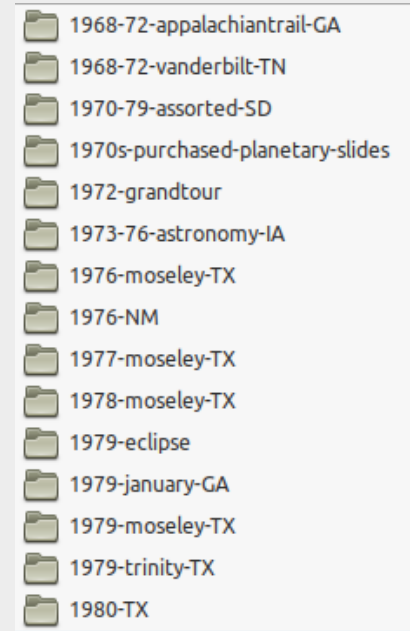 1968-72-appalachiantrail-GA
1968-72-vanderbilt-TN
1970-79-assorted-SD
1970s-purchased-planetary-slides
1972-grandtour
1973-76-astronomy-IA
1976-moseley-TX
1976-NM
1977-moseley-TX
1978-moseley-TX
1979-eclipse
1979-january-GA
1979-moseley-TX
1979-trinity-TX
1980-TX